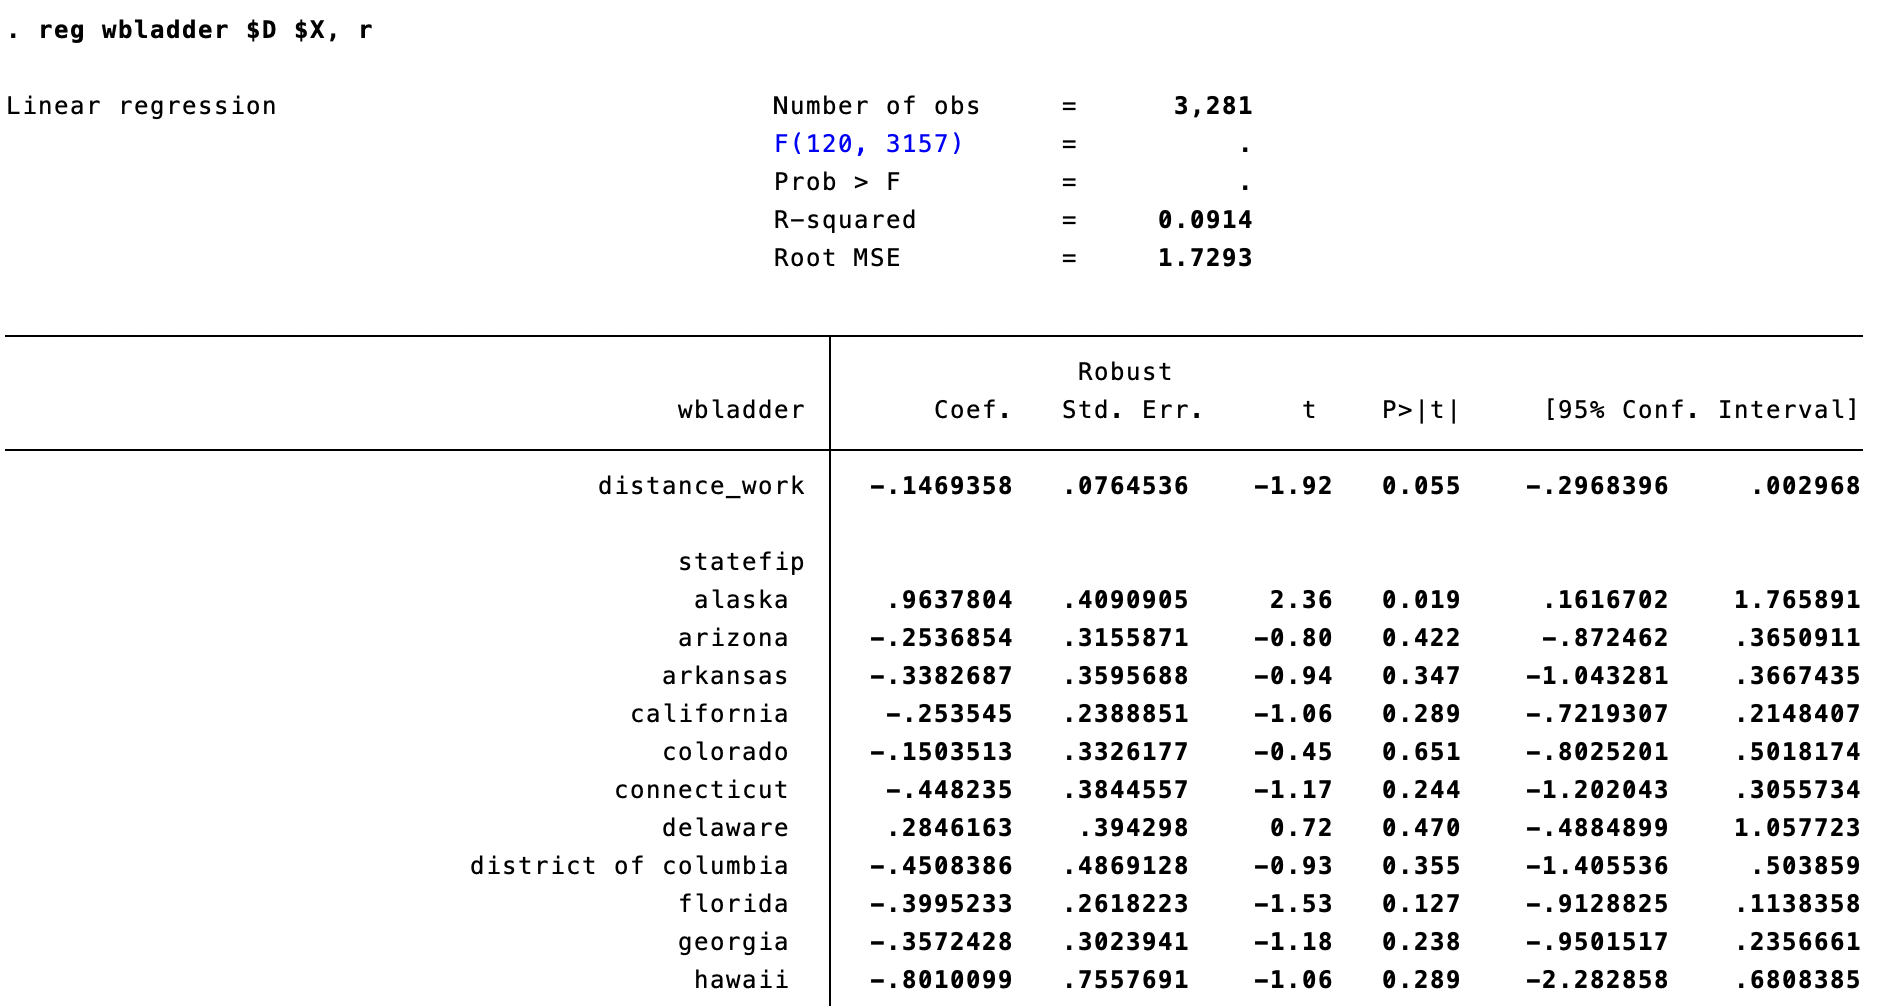 . reg wbladder $D $X, r
Linear regression Number of obs = 3,281
F(120, 3157) = .
Prob > F = .
R-squared = 0.0914
Root MSE = 1.7293
Robust
wbladder Coef. Std. Err. t P>|t| [95% Conf. Interval]
distance_work -.1469358 .0764536 -1.92 0.055 -.2968396 .002968
statefip
alaska .9637804 .4090905 2.36 0.019 .1616702 1.765891
arizona -.2536854 .3155871 -0.80 0.422 -.872462 .3650911
arkansas -.3382687 .3595688 -0.94 0.347 -1.043281 .3667435
california -.253545 .2388851 -1.06 0.289 -.7219307 .2148407
colorado -.1503513 .3326177 -0.45 0.651 -.8025201 .5018174
connecticut -.448235 .3844557 -1.17 0.244 -1.202043 .3055734
delaware .2846163 .394298 0.72 0.470 -.4884899 1.057723
district of columbia -.4508386 .4869128 -0.93 0.355 -1.405536 .503859
florida -.3995233 .2618223 -1.53 0.127 -.9128825 .1138358
georgia -.3572428 .3023941 -1.18 0.238 -.9501517 .2356661
hawaii -.8010099 .7557691 -1.06 0.289 -2.282858 .6808385